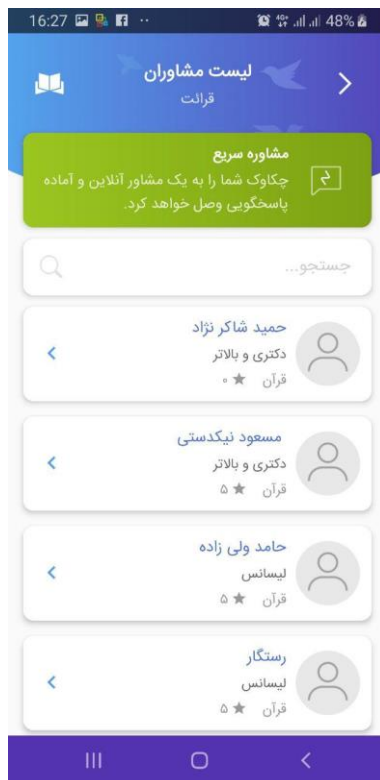 16:27 48%
لیست مشاوران
قرائت
مشاوره سریع
چکاوک شما را به یک مشاور آنلاین و آماده
پاسخگویی وصل خواهد کرد.
جستجو...
حمید شاکر نژاد
دکتری و بالاتر
قرآن ★ ۰
مسعود نیکدستی
دکتری و بالاتر
قرآن ★ ۵
حامد ولی زاده
لیسانس
قرآن ★ ۵
رستگار
لیسانس
قرآن ★ ۵